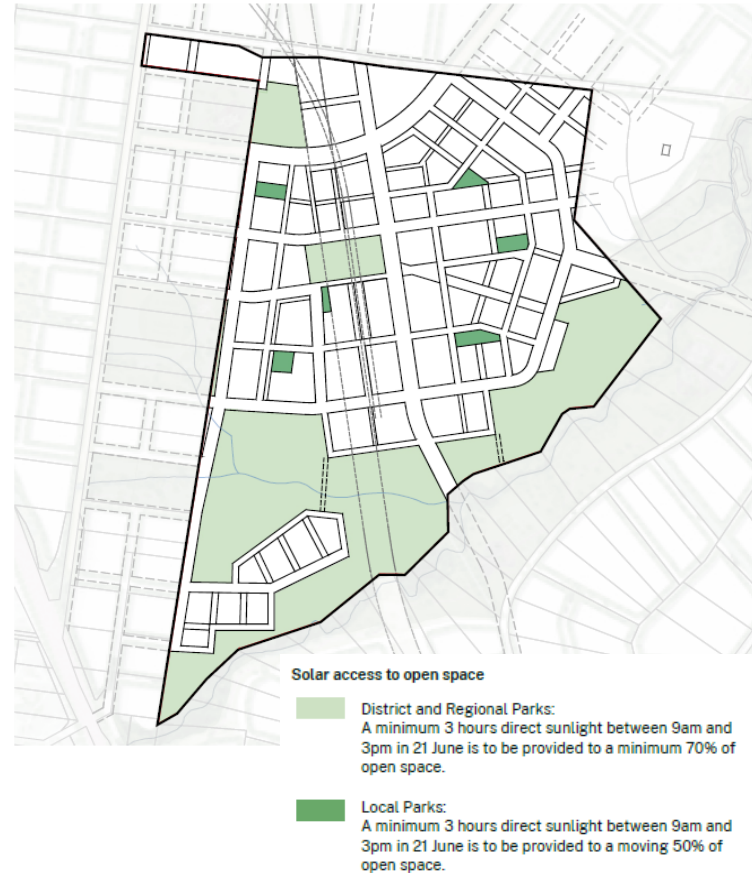 Solar access to open space
District and Regional Parks:
A minimum 3 hours direct sunlight between 9am and
3pm in 21 June is to be provided to a minimum 70% of
open space.
Local Parks:
A minimum 3 hours direct sunlight between 9am and
3pm in 21 June is to be provided to a moving 50% of
open space.